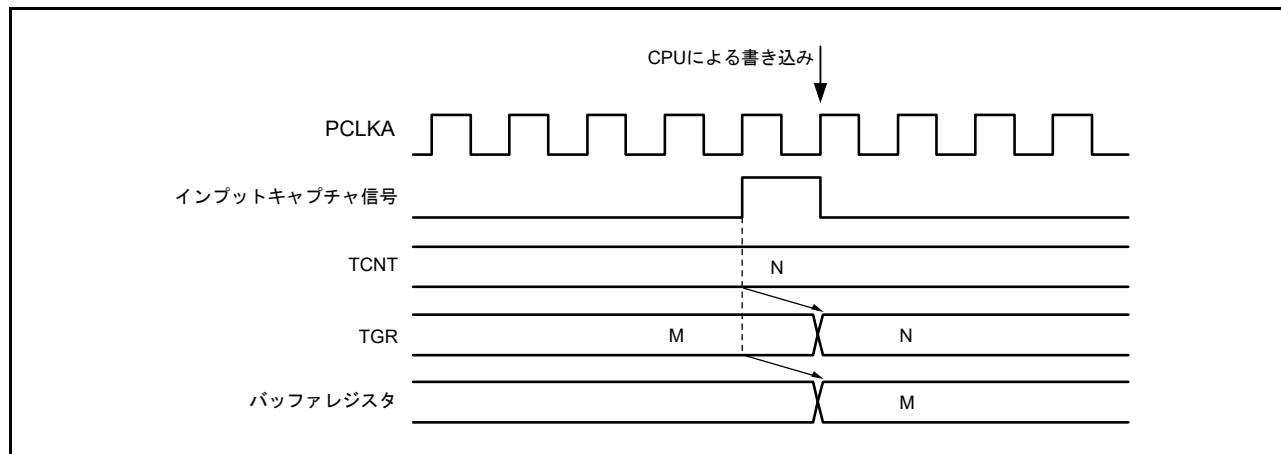 CPUによる書き込み
PCLKA
インプットキャプチャ信号
TCNT
N
TGR
M
N
バッファレジスタ
M